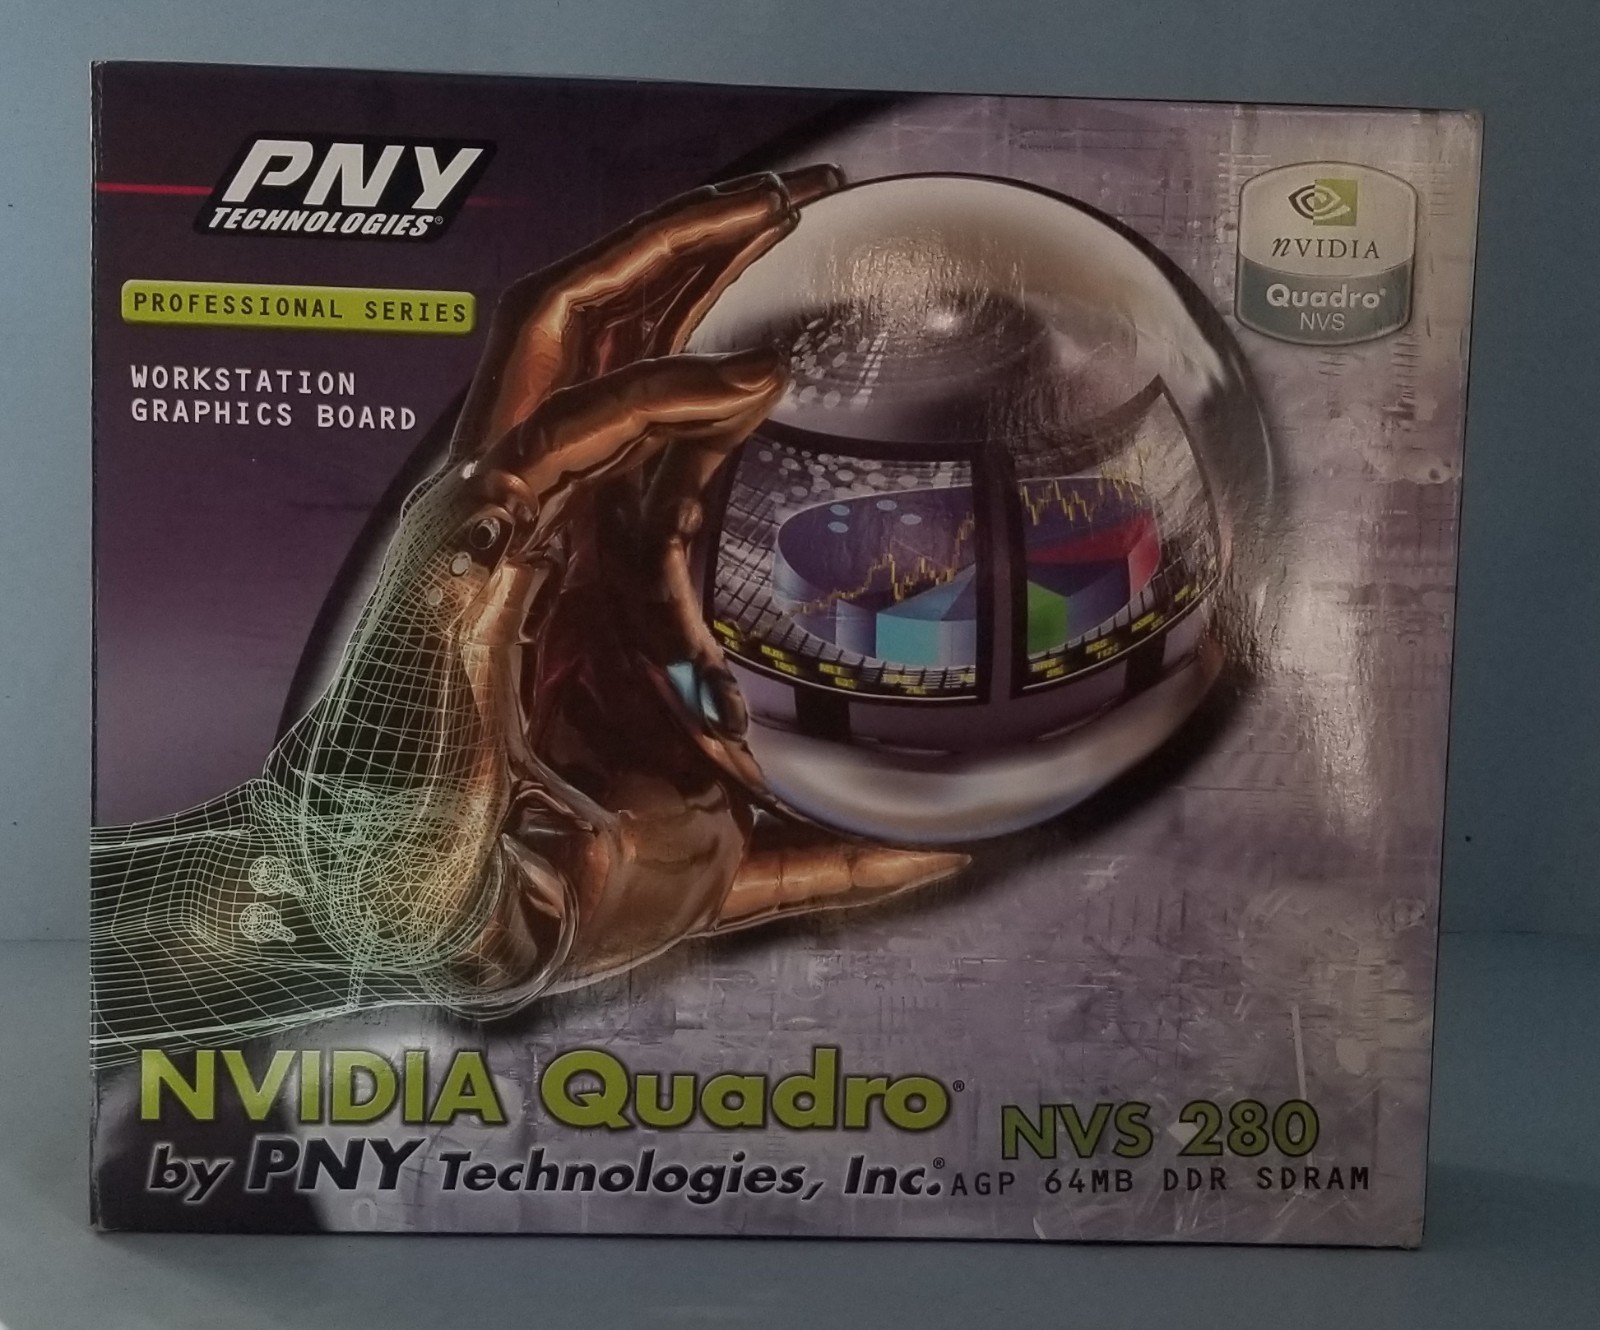 PNY
TECHNOLOGIES®
PROFESSIONAL SERIES
WORKSTATION
GRAPHICS BOARD
nVIDIA
Quadro®
NVS
NVIDIA Quadro®
NVS 280
by PNY Technologies, Inc.®
AGP 64MB DDR SDRAM